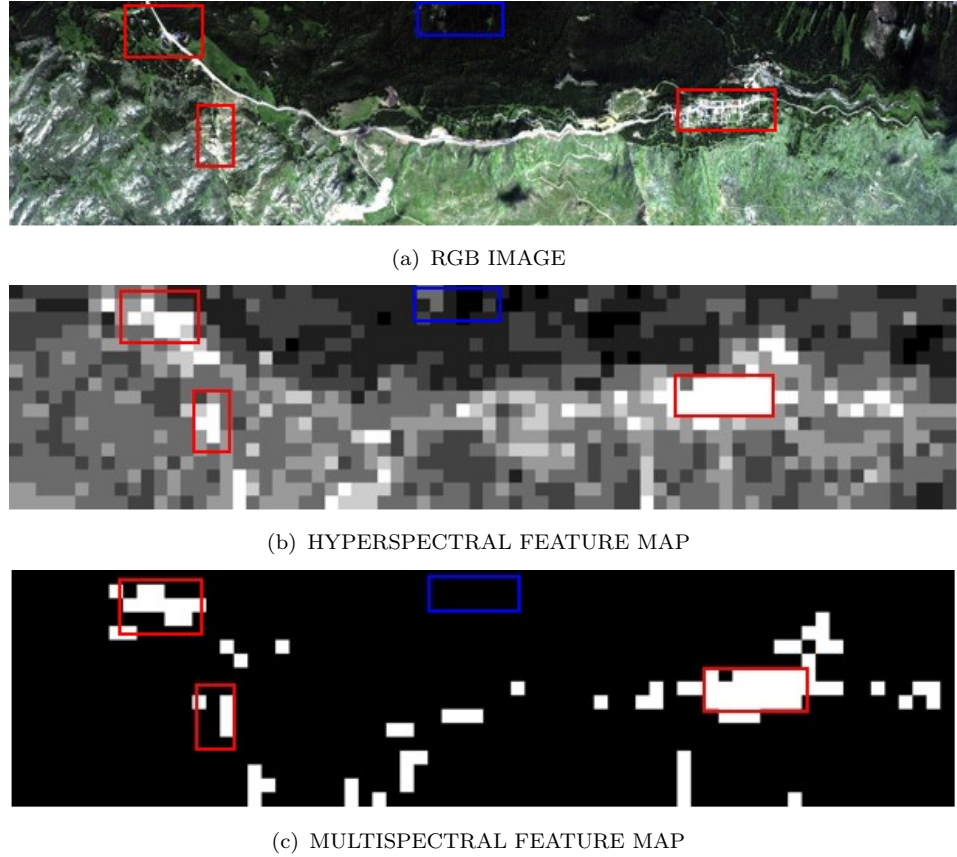 (a) RGB IMAGE
(b) HYPERSPECTRAL FEATURE MAP
(c) MULTISPECTRAL FEATURE MAP